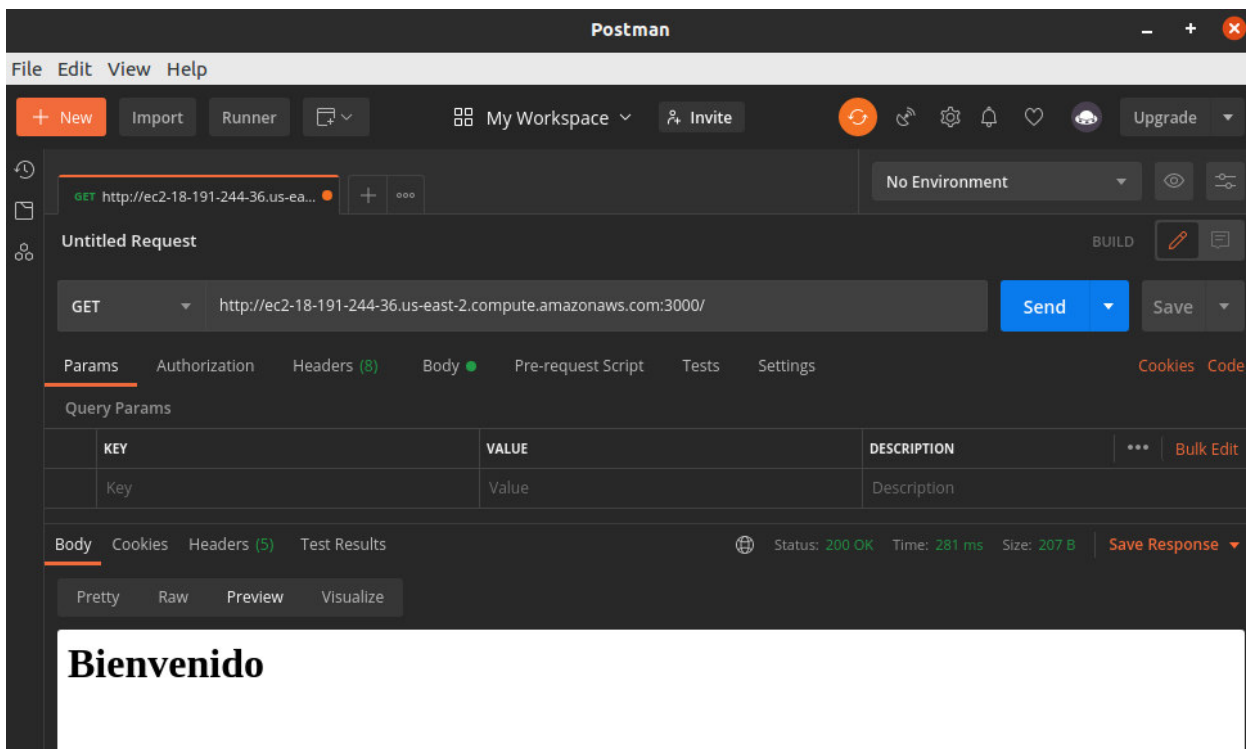 Postman
File Edit View Help
+ New Import Runner My Workspace Invite Upgrade
GET http://ec2-18-191-244-36.us-ea... + ooo No Environment
Untitled Request BUILD
GET http://ec2-18-191-244-36.us-east-2.compute.amazonaws.com:3000/ Send Save
Params Authorization Headers (8) Body Pre-request Script Tests Settings Cookies Code
Query Params
KEY VALUE DESCRIPTION ••• Bulk Edit
Key Value Description
Body Cookies Headers (5) Test Results Status: 200 OK Time: 281 ms Size: 207 B Save Response
Pretty Raw Preview Visualize
Bienvenido